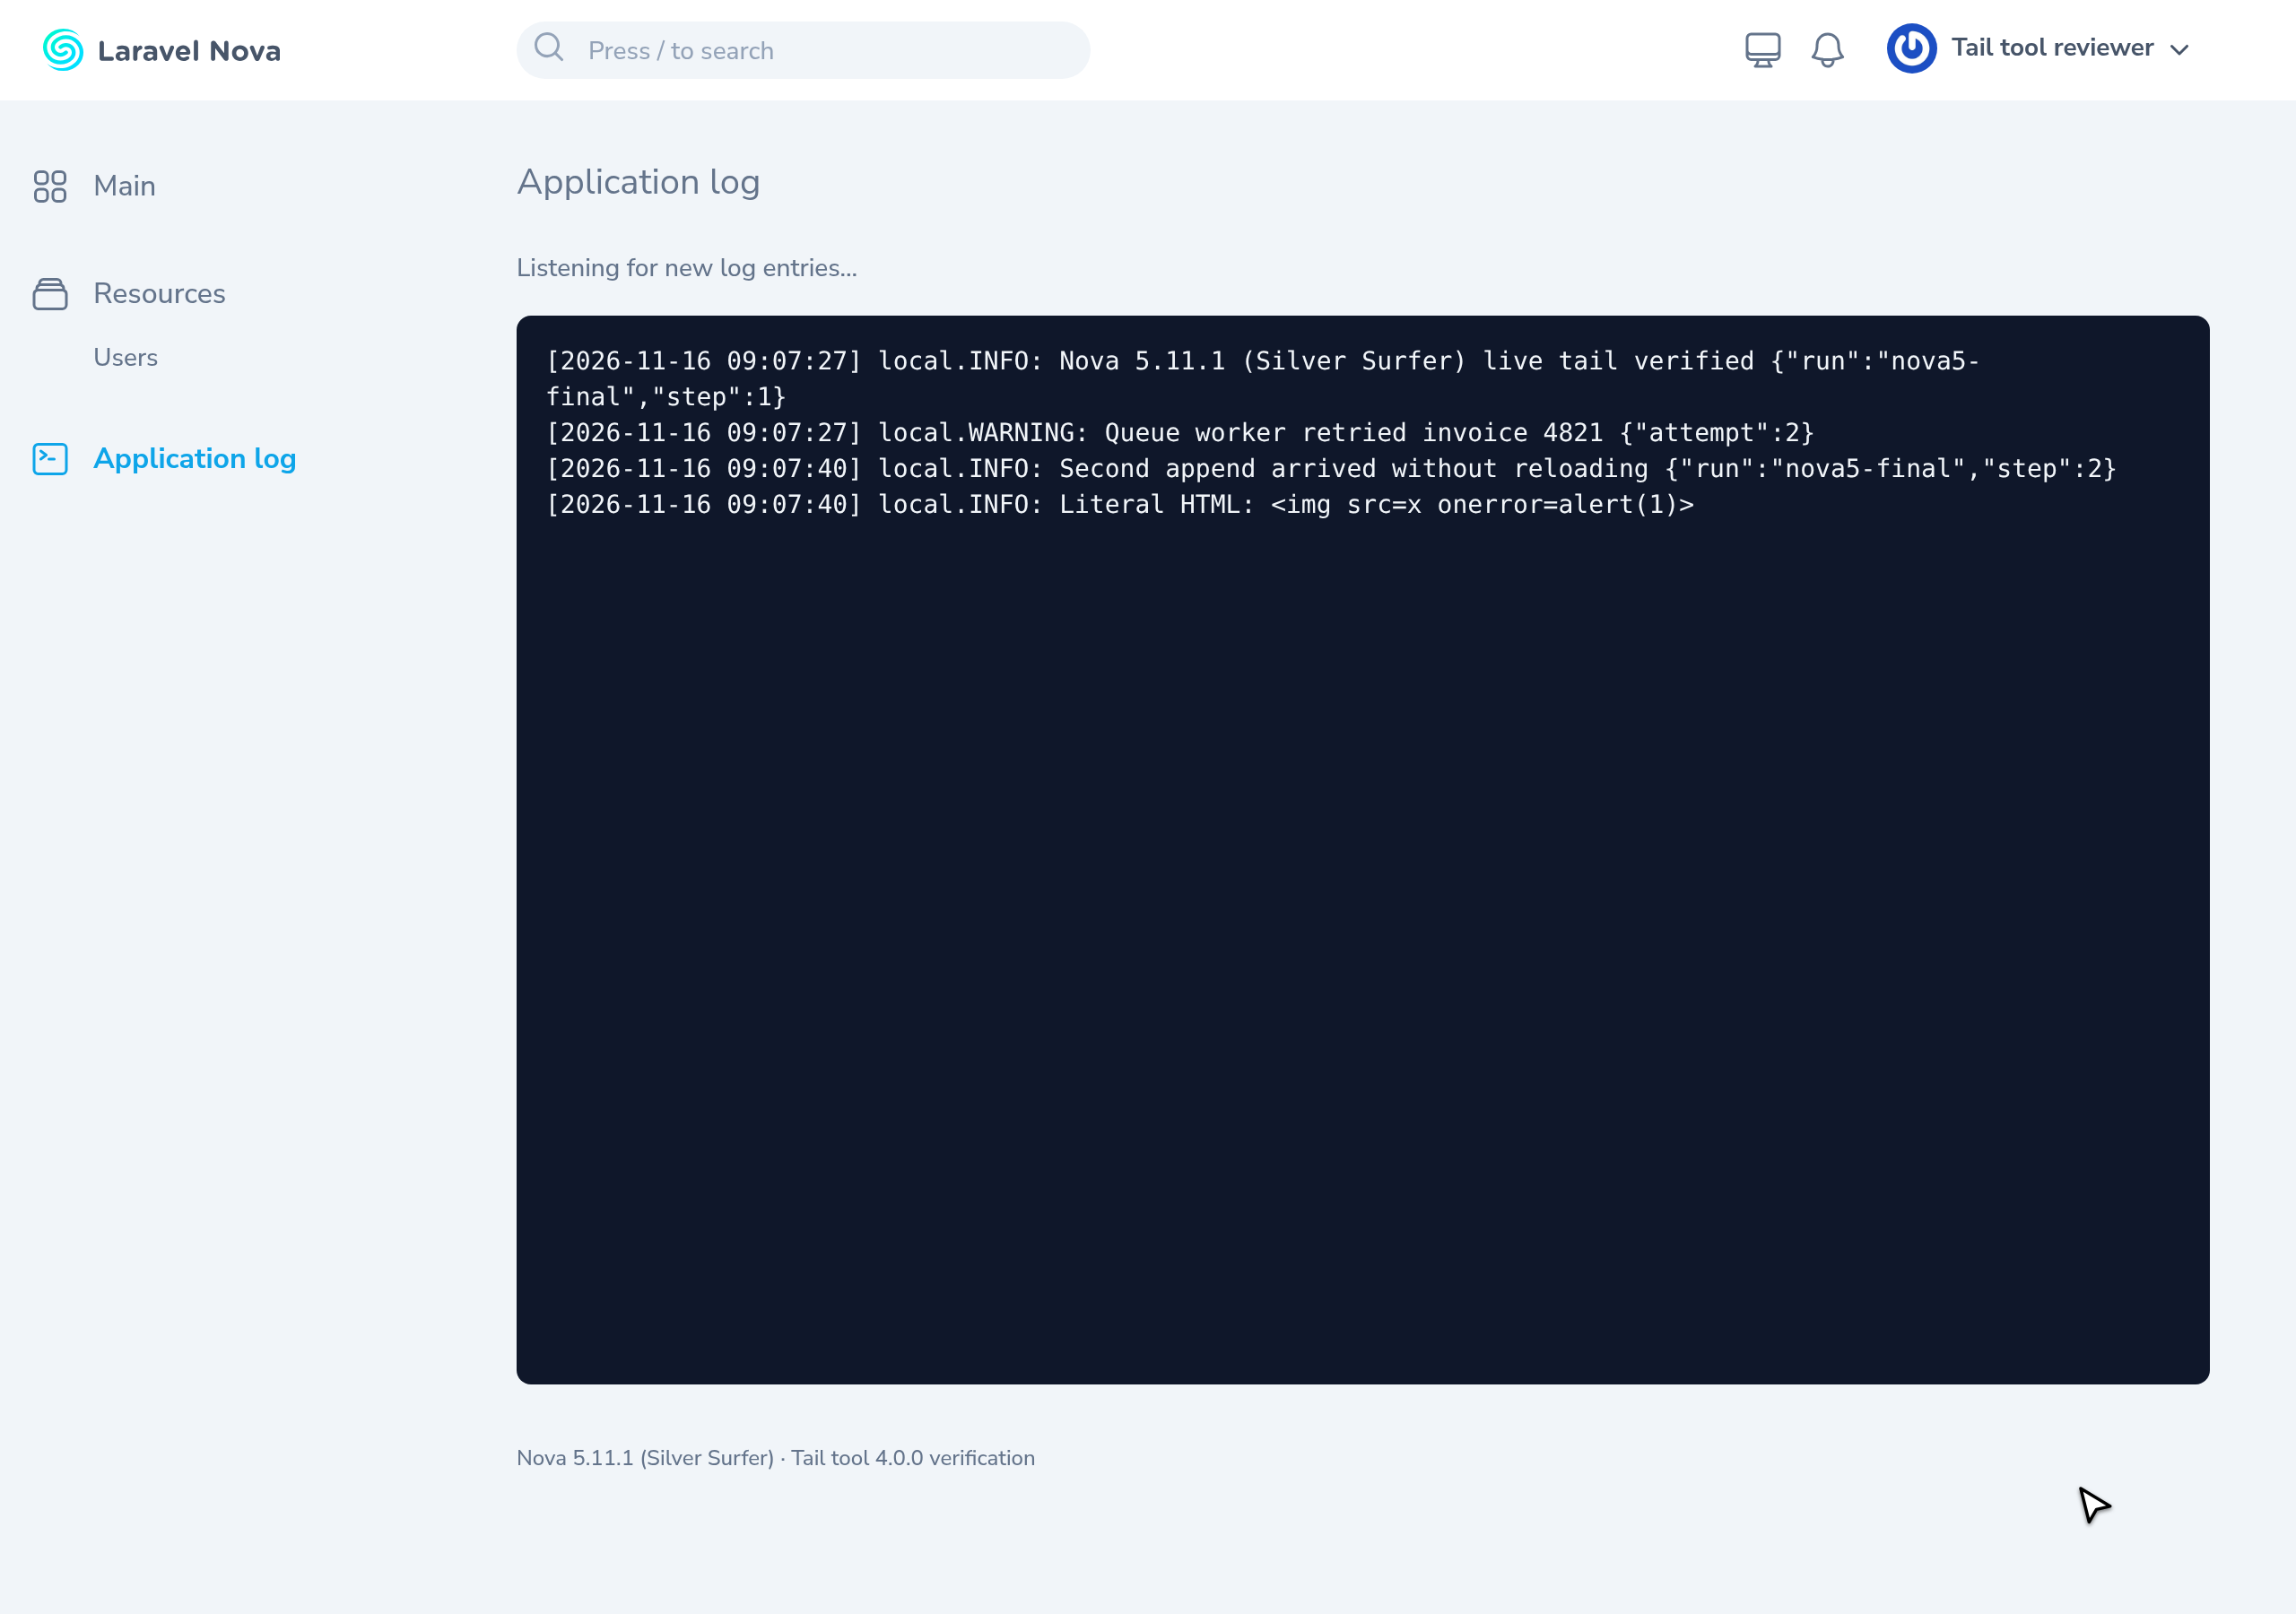 Laravel Nova
Press / to search
Tail tool reviewer
Main
Resources
Users
Application log
Application log
Listening for new log entries...
[2026-11-16 09:07:27] local.INFO: Nova 5.11.1 (Silver Surfer) live tail verified {"run":"nova5-
final","step":1}
[2026-11-16 09:07:27] local.WARNING: Queue worker retried invoice 4821 {"attempt":2}
[2026-11-16 09:07:40] local.INFO: Second append arrived without reloading {"run":"nova5-final","step":2}
[2026-11-16 09:07:40] local.INFO: Literal HTML: <img src=x onerror=alert(1)>
Nova 5.11.1 (Silver Surfer) · Tail tool 4.0.0 verification